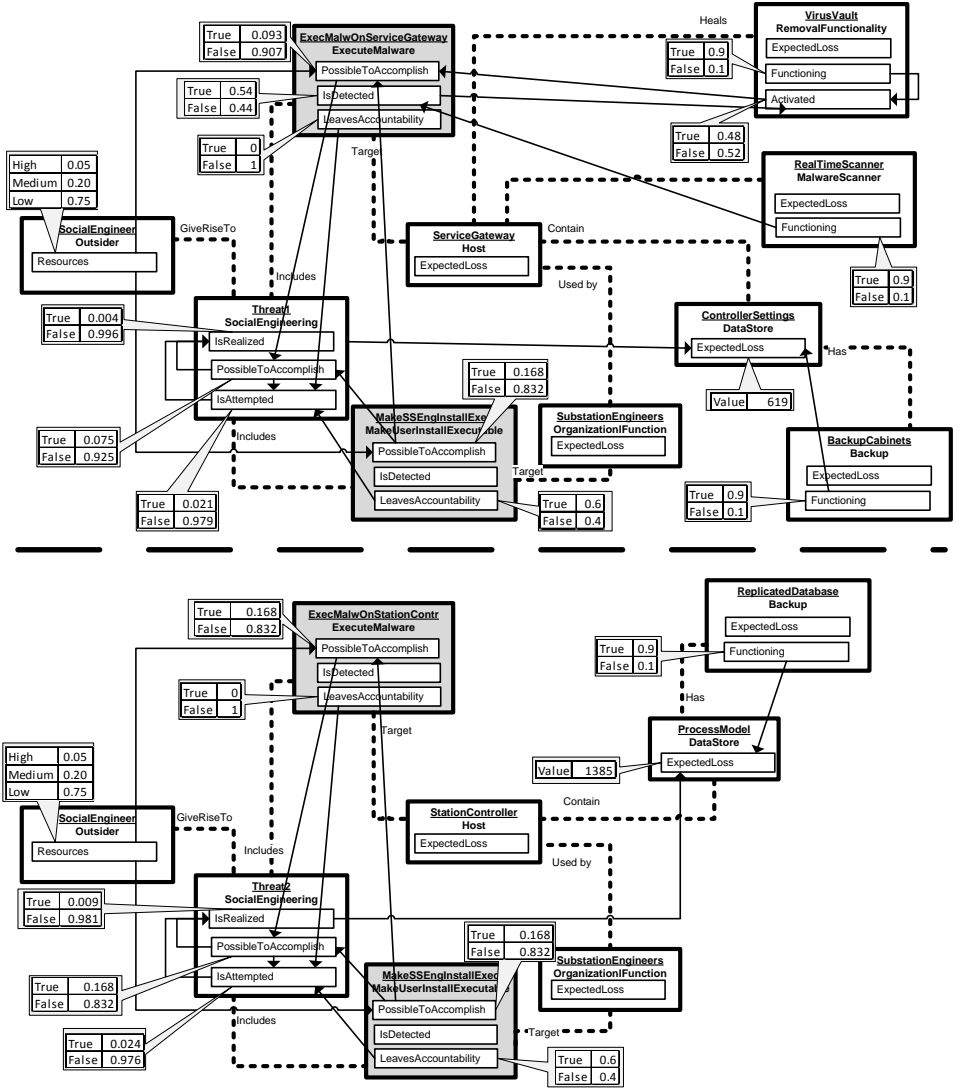 True 0.093
False 0.907
ExecMalwOnServiceGateway
ExecuteMalware
PossibleToAccomplish
IsDetected
LeavesAccountability
True 0.54
False 0.44
True 0
False 1
Heals
VirusVault
RemovalFunctionality
ExpectedLoss
Functioning
Activated
True 0.9
False 0.1
True 0.48
False 0.52
High 0.05
Medium 0.20
Low 0.75
SocialEngineer
Outsider
Resources
GiveRiseTo
Target
ServiceGateway
Host
ExpectedLoss
Contain
RealTimeScanner
MalwareScanner
ExpectedLoss
Functioning
True 0.9
False 0.1
Includes
Used by
True 0.004
False 0.996
Threat1
SocialEngineering
IsRealized
PossibleToAccomplish
IsAttempted
ControllerSettings
DataStore
ExpectedLoss
Has
Value 619
True 0.168
False 0.832
True 0.075
False 0.925
Includes
MakeSSEngInstallExec
MakeUserInstallExecutable
PossibleToAccomplish
IsDetected
LeavesAccountability
Target
SubstationEngineers
OrganizationIFunction
ExpectedLoss
BackupCabinets
Backup
ExpectedLoss
Functioning
True 0.9
False 0.1
True 0.021
False 0.979
True 0.6
False 0.4
True 0.168
False 0.832
ExecMalwOnStationContr
ExecuteMalware
PossibleToAccomplish
IsDetected
LeavesAccountability
True 0
False 1
ReplicatedDatabase
Backup
ExpectedLoss
Functioning
True 0.9
False 0.1
Has
Target
ProcessModel
DataStore
ExpectedLoss
Value 1385
High 0.05
Medium 0.20
Low 0.75
SocialEngineer
Outsider
Resources
GiveRiseTo
StationController
Host
ExpectedLoss
Contain
Includes
Used by
True 0.009
False 0.981
Threat2
SocialEngineering
IsRealized
PossibleToAccomplish
IsAttempted
True 0.168
False 0.832
True 0.168
False 0.832
Includes
MakeSSEngInstallExec
MakeUserInstallExecutable
PossibleToAccomplish
IsDetected
LeavesAccountability
Target
SubstationEngineers
OrganizationIFunction
ExpectedLoss
True 0.024
False 0.976
True 0.6
False 0.4